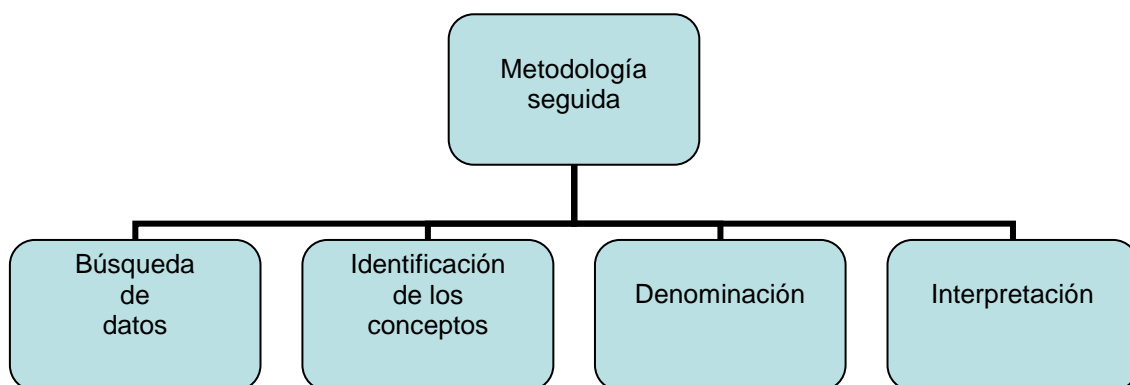 Metodología
seguida
Búsqueda
de
datos
Identificación
de los
conceptos
Denominación
Interpretación